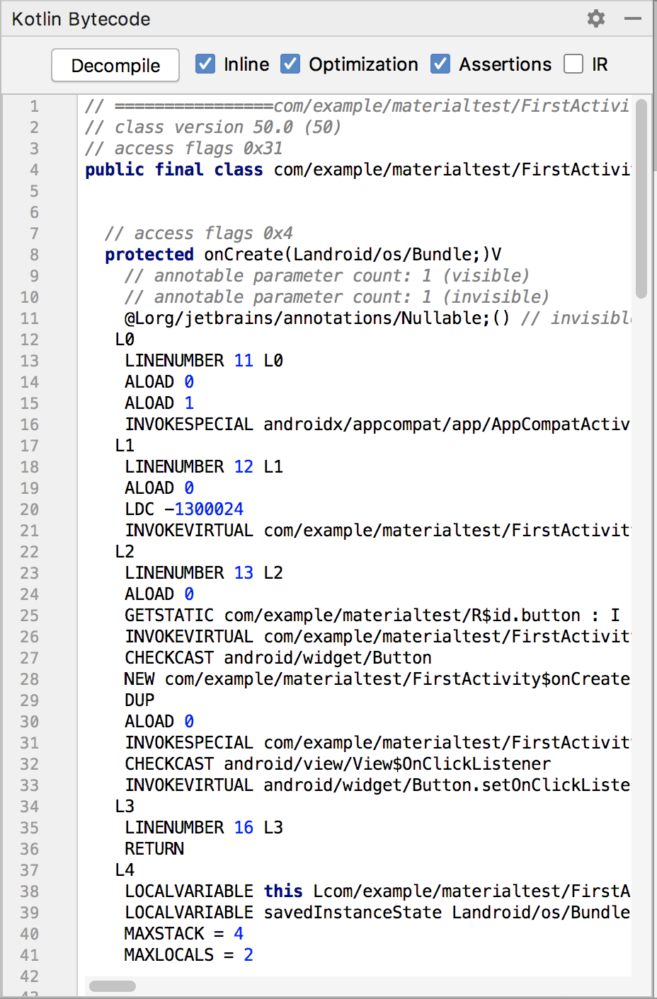 Kotlin Bytecode
Decompile Inline Optimization Assertions IR
1 // ================com/example/materialtest/FirstActivi
2 // class version 50.0 (50)
3 // access flags 0x31
4 public final class com/example/materialtest/FirstActivi
5
6
7 // access flags 0x4
8 protected onCreate(Landroid/os/Bundle;)V
9 // annotable parameter count: 1 (visible)
10 // annotable parameter count: 1 (invisible)
11 @Lorg/jetbrains/annotations/Nullable;() // invisibl
12 L0
13 LINENUMBER 11 L0
14 ALOAD 0
15 ALOAD 1
16 INVOKESPECIAL androidx/appcompat/app/AppCompatActiv
17 L1
18 LINENUMBER 12 L1
19 ALOAD 0
20 LDC -1300024
21 INVOKEVIRTUAL com/example/materialtest/FirstActivit
22 L2
23 LINENUMBER 13 L2
24 ALOAD 0
25 GETSTATIC com/example/materialtest/R$id.button : I
26 INVOKEVIRTUAL com/example/materialtest/FirstActivit
27 CHECKCAST android/widget/Button
28 NEW com/example/materialtest/FirstActivity$onCreate
29 DUP
30 ALOAD 0
31 INVOKESPECIAL com/example/materialtest/FirstActivit
32 CHECKCAST android/view/View$OnClickListener
33 INVOKEVIRTUAL android/widget/Button.setOnClickListe
34 L3
35 LINENUMBER 16 L3
36 RETURN
37 L4
38 LOCALVARIABLE this Lcom/example/materialtest/FirstA
39 LOCALVARIABLE savedInstanceState Landroid/os/Bundle
40 MAXSTACK = 4
41 MAXLOCALS = 2
42